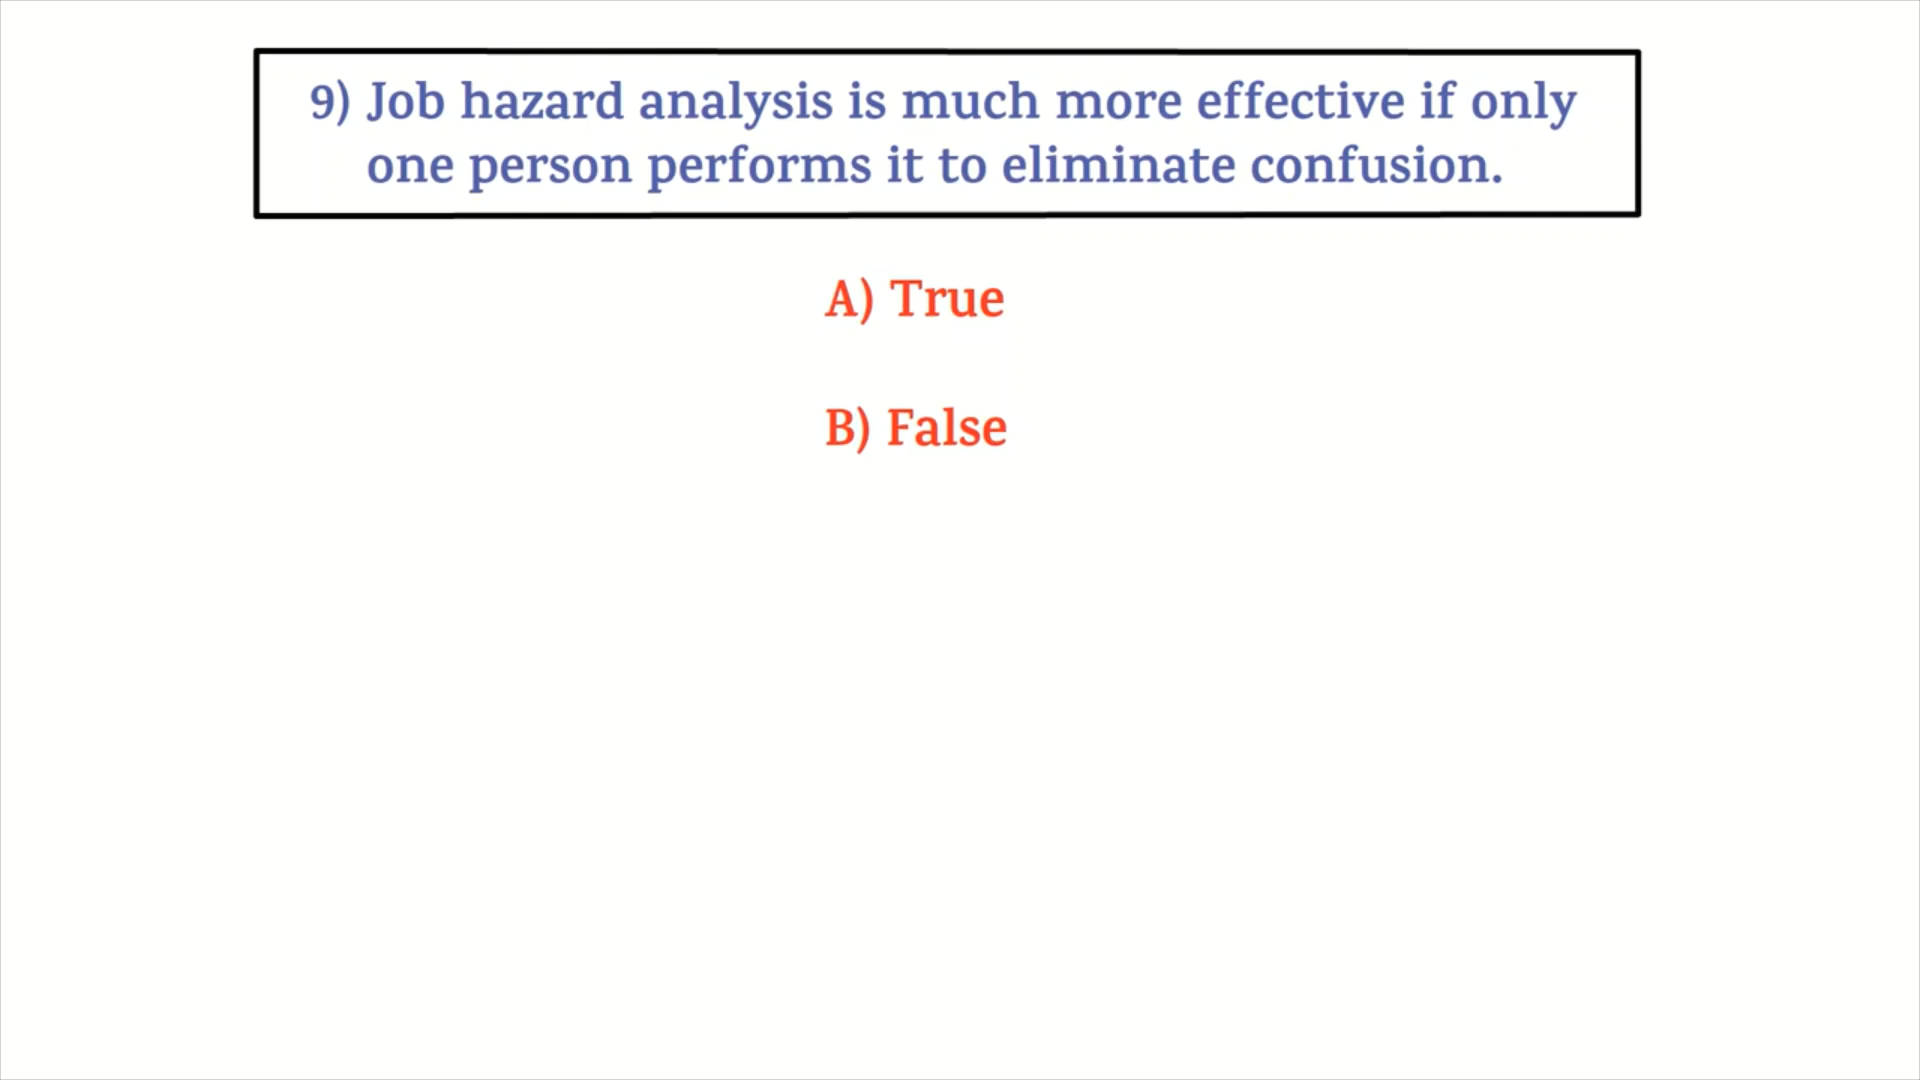 9) Job hazard analysis is much more effective if only
one person performs it to eliminate confusion.
A) True
B) False